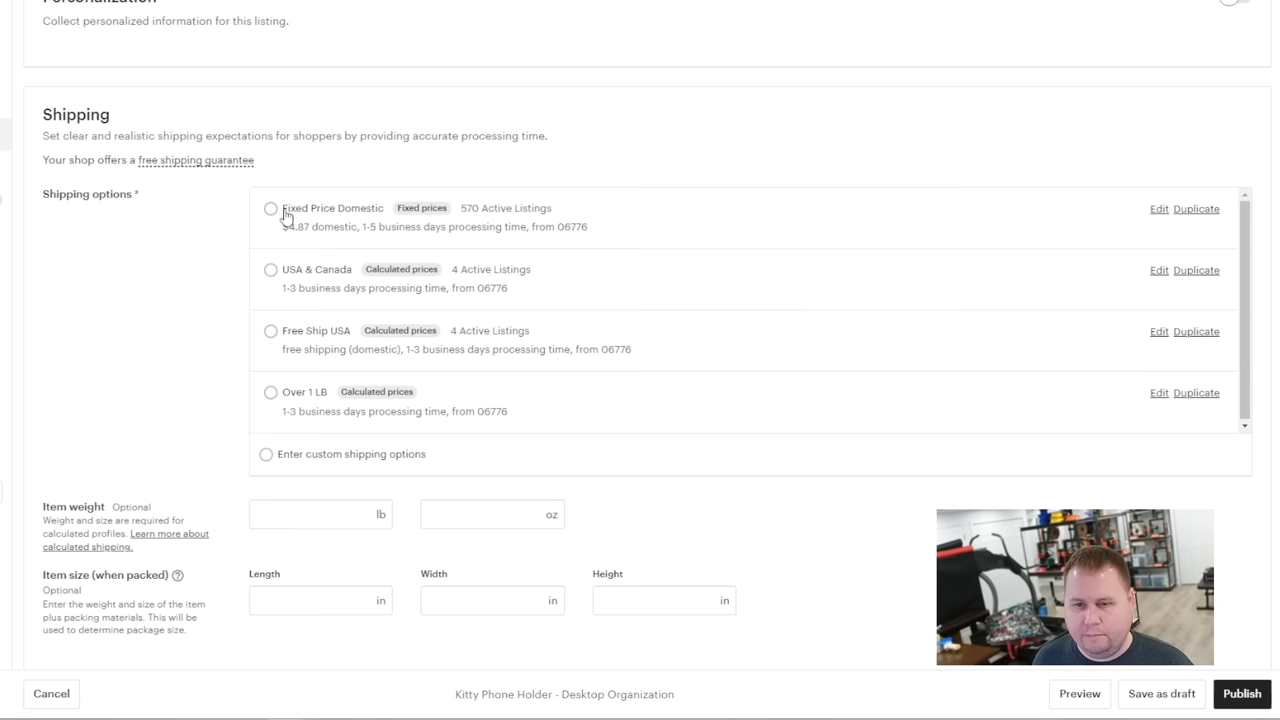 Personalization
Collect personalized information for this listing.
Shipping
Set clear and realistic shipping expectations for shoppers by providing accurate processing time.
Your shop offers a free shipping guarantee
Shipping options *
Fixed Price Domestic Fixed prices 570 Active Listings Edit Duplicate
$4.87 domestic, 1-5 business days processing time, from 06776
USA & Canada Calculated prices 4 Active Listings Edit Duplicate
1-3 business days processing time, from 06776
Free Ship USA Calculated prices 4 Active Listings Edit Duplicate
free shipping (domestic), 1-3 business days processing time, from 06776
Over 1 LB Calculated prices Edit Duplicate
1-3 business days processing time, from 06776
Enter custom shipping options
Item weight Optional
Weight and size are required for
calculated profiles. Learn more about
calculated shipping.
lb oz
Item size (when packed) ?
Optional
Enter the weight and size of the item
plus packing materials. This will be
used to determine package size.
Length Width Height
in in in
Cancel Kitty Phone Holder - Desktop Organization Preview Save as draft Publish